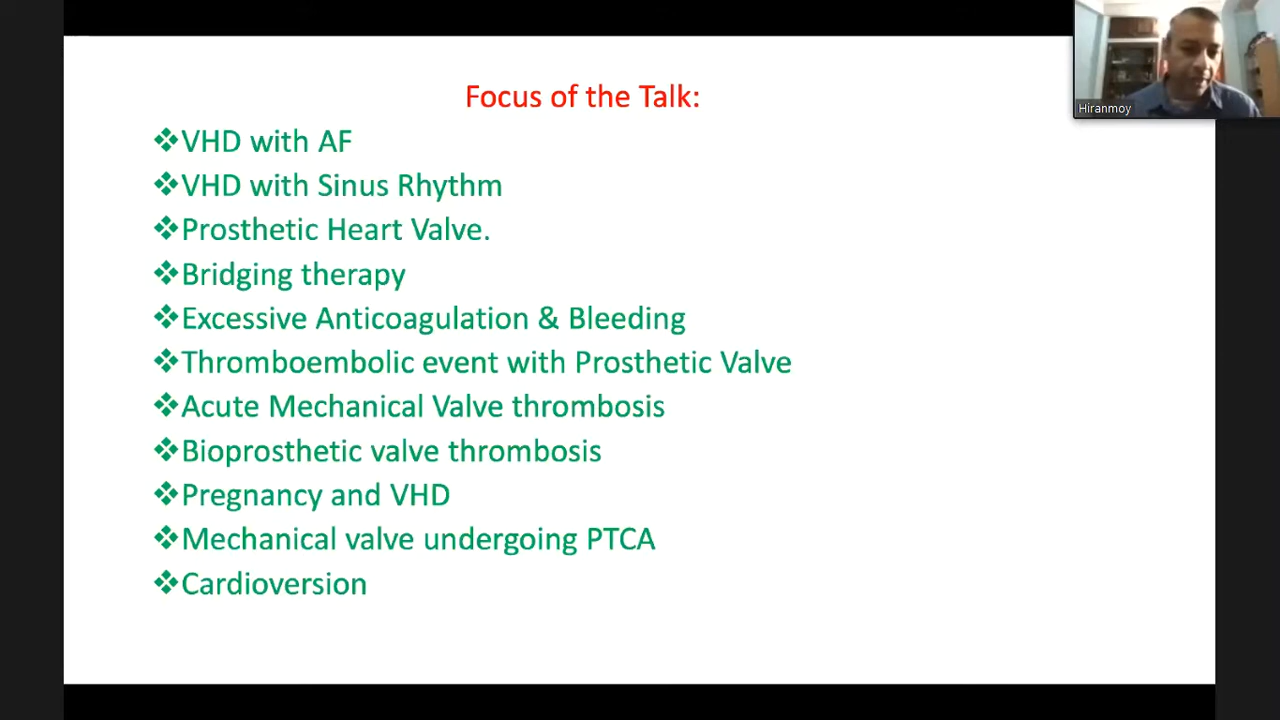 Focus of the Talk:
❖VHD with AF
❖VHD with Sinus Rhythm
❖Prosthetic Heart Valve.
❖Bridging therapy
❖Excessive Anticoagulation & Bleeding
❖Thromboembolic event with Prosthetic Valve
❖Acute Mechanical Valve thrombosis
❖Bioprosthetic valve thrombosis
❖Pregnancy and VHD
❖Mechanical valve undergoing PTCA
❖Cardioversion
Hiranmoy